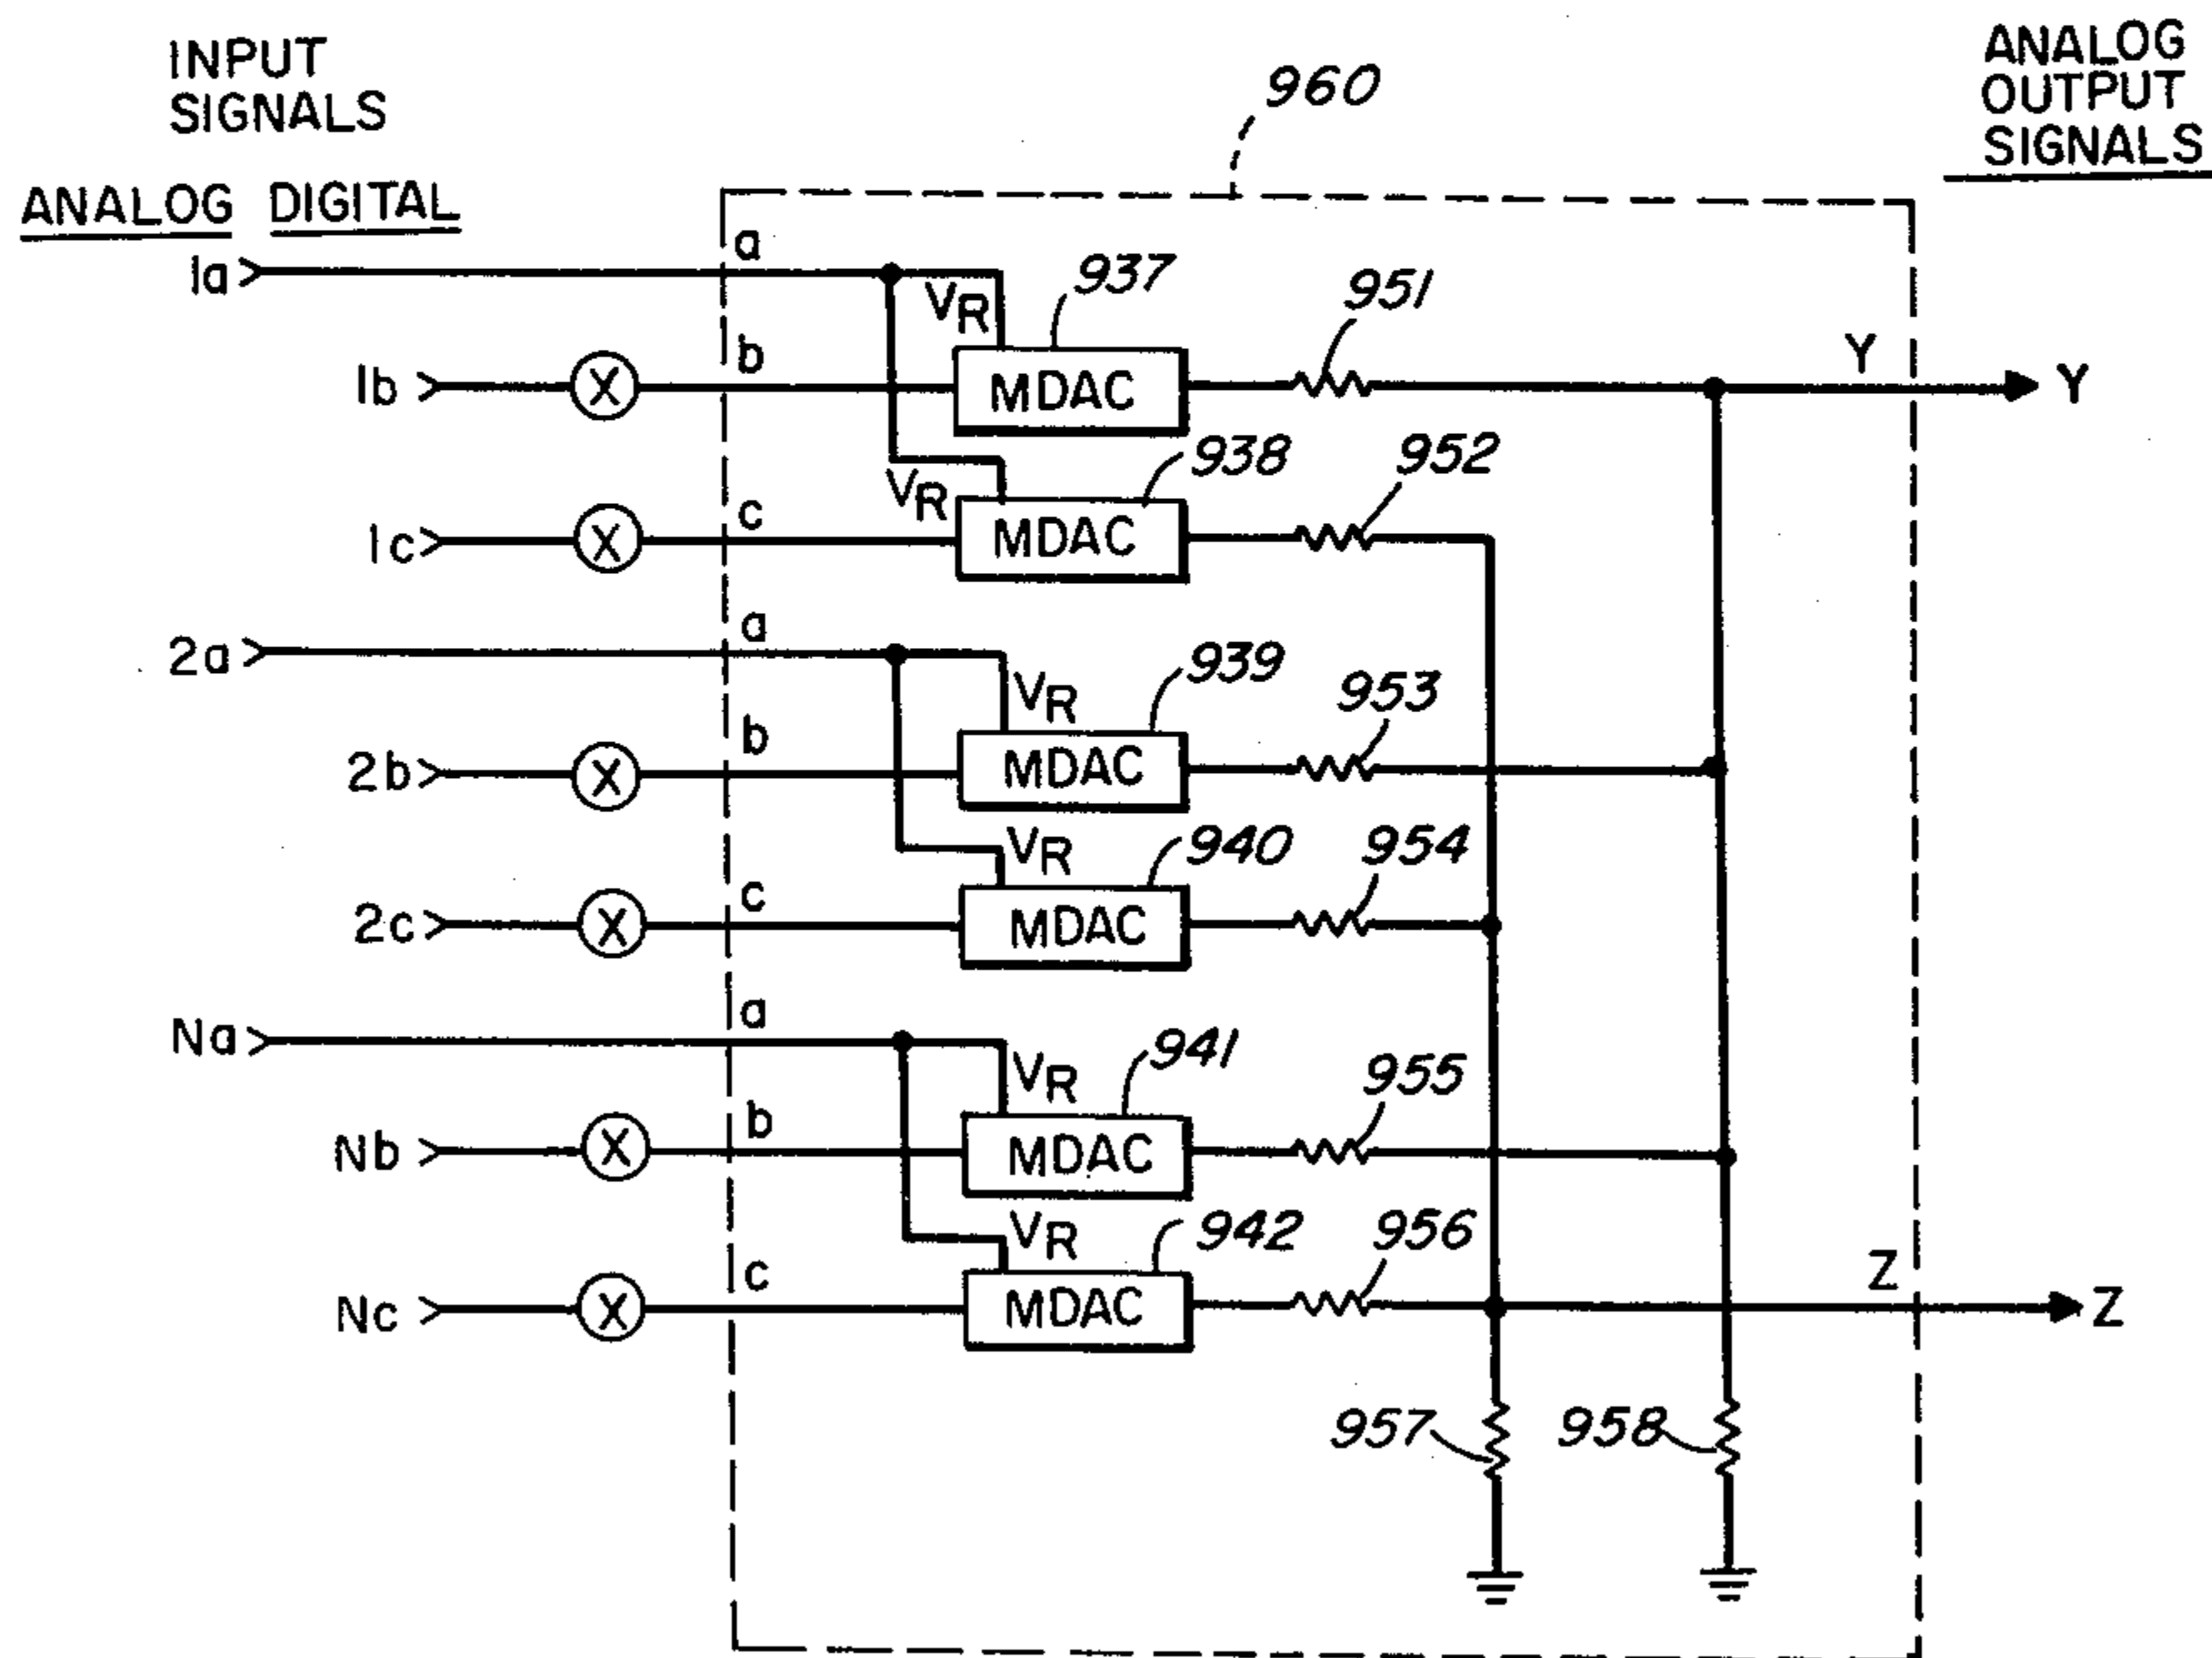 INPUT
SIGNALS
ANALOG DIGITAL
960
ANALOG
OUTPUT
SIGNALS
1a
a
VR
937
951
1b
X
b
MDAC
Y
Y
VR
938
952
1c
X
c
MDAC
2a
a
VR
939
953
2b
X
b
MDAC
VR
940
954
2c
X
c
MDAC
Na
a
VR
941
955
Nb
X
b
MDAC
VR
942
956
Nc
X
c
MDAC
Z
Z
957
958